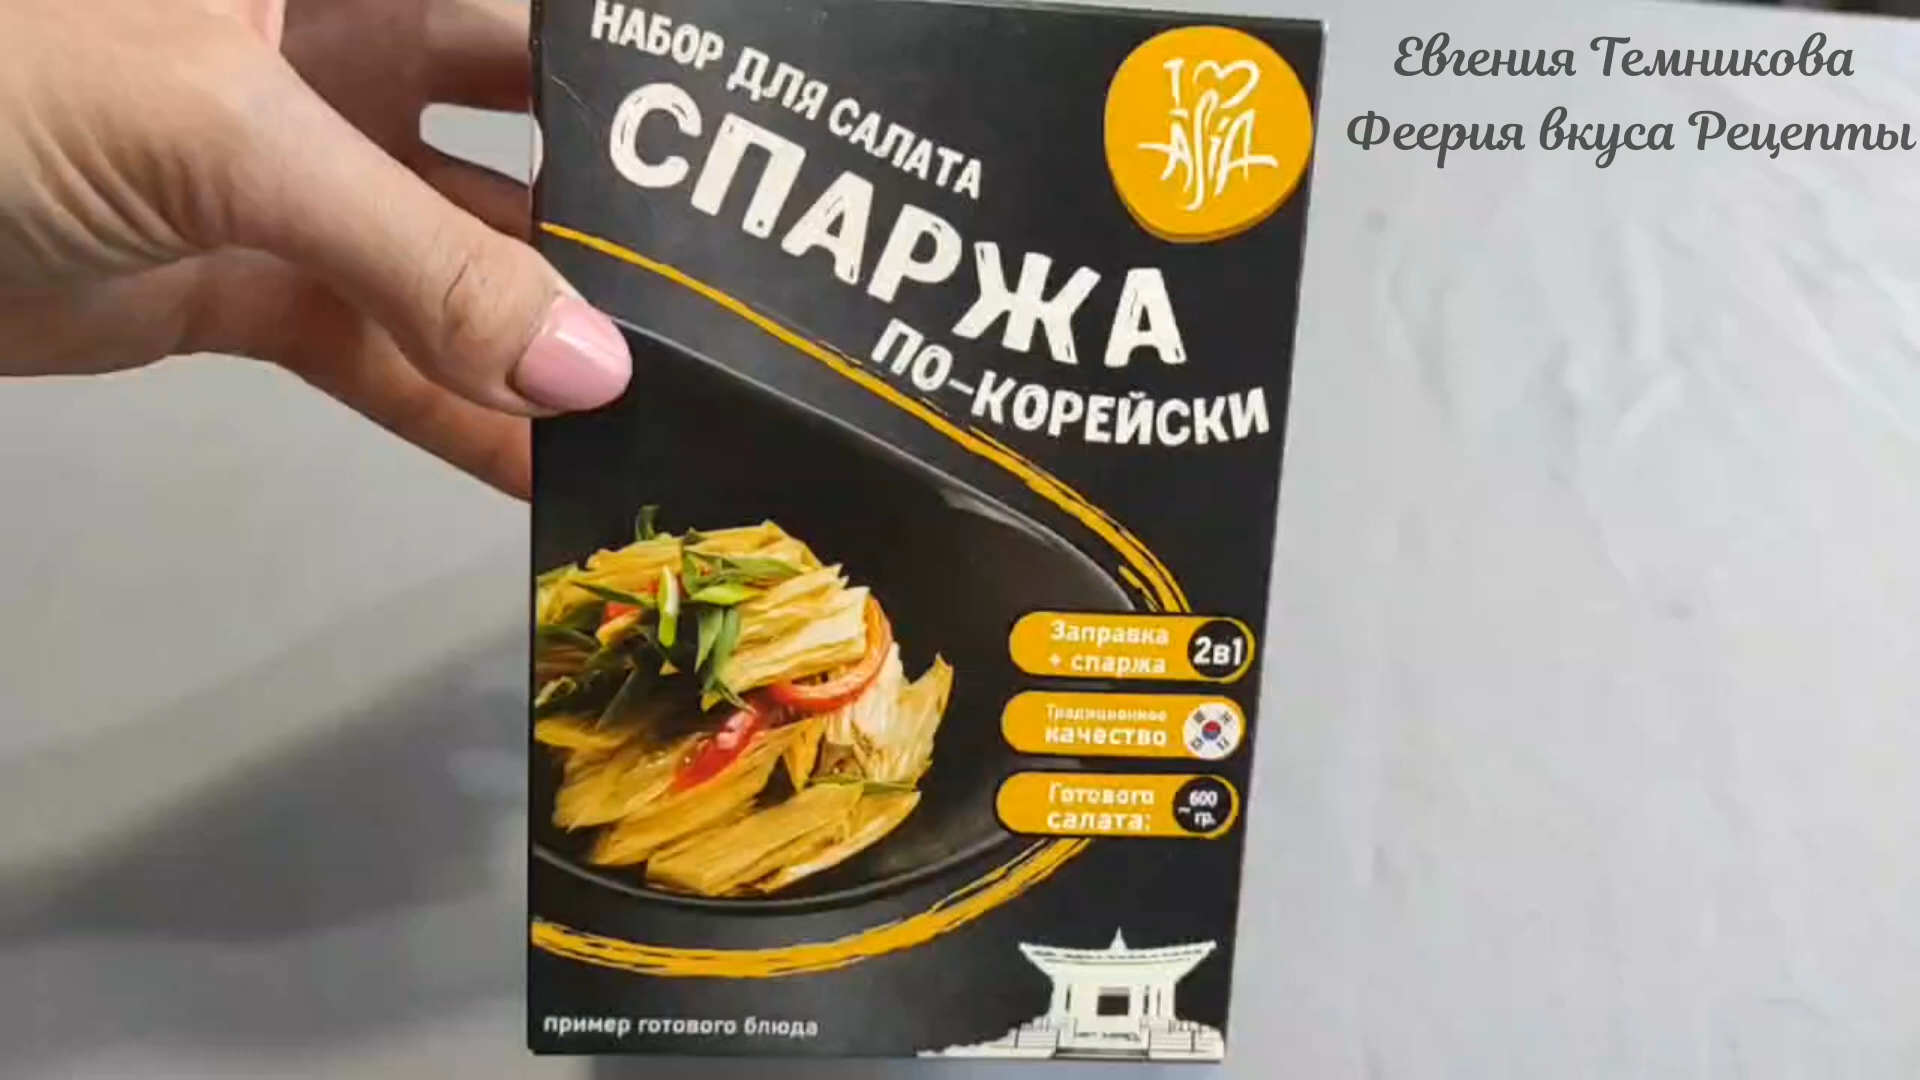 Евгения Темникова
Феерия вкуса Рецепты
НАБОР ДЛЯ САЛАТА
СПАРЖА
ПО-КОРЕЙСКИ
I ASIA
Заправка
+ спаржа
2в1
Традиционное
качество
Готового
салата:
~600
гр.
пример готового блюда